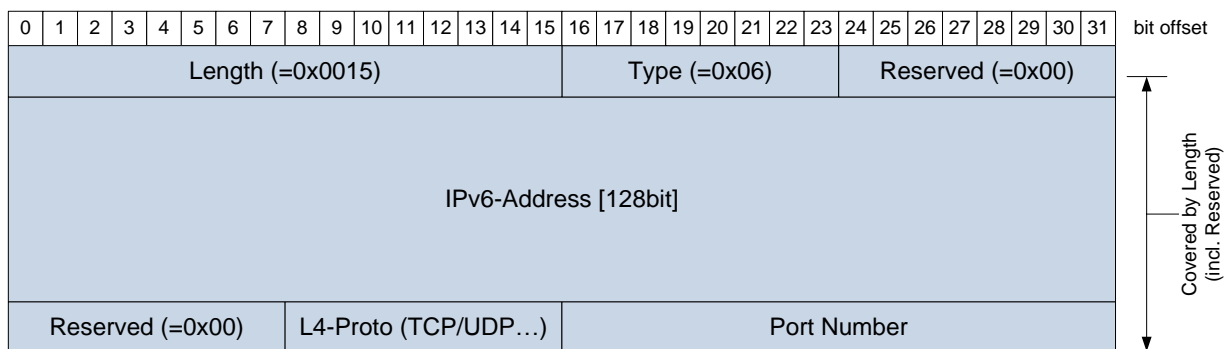 0 1 2 3 4 5 6 7 8 9 10 11 12 13 14 15 16 17 18 19 20 21 22 23 24 25 26 27 28 29 30 31 bit offset
Length (=0x0015) Type (=0x06) Reserved (=0x00)
IPv6-Address [128bit]
Covered by Length
(incl. Reserved)
Reserved (=0x00) L4-Proto (TCP/UDP…) Port Number